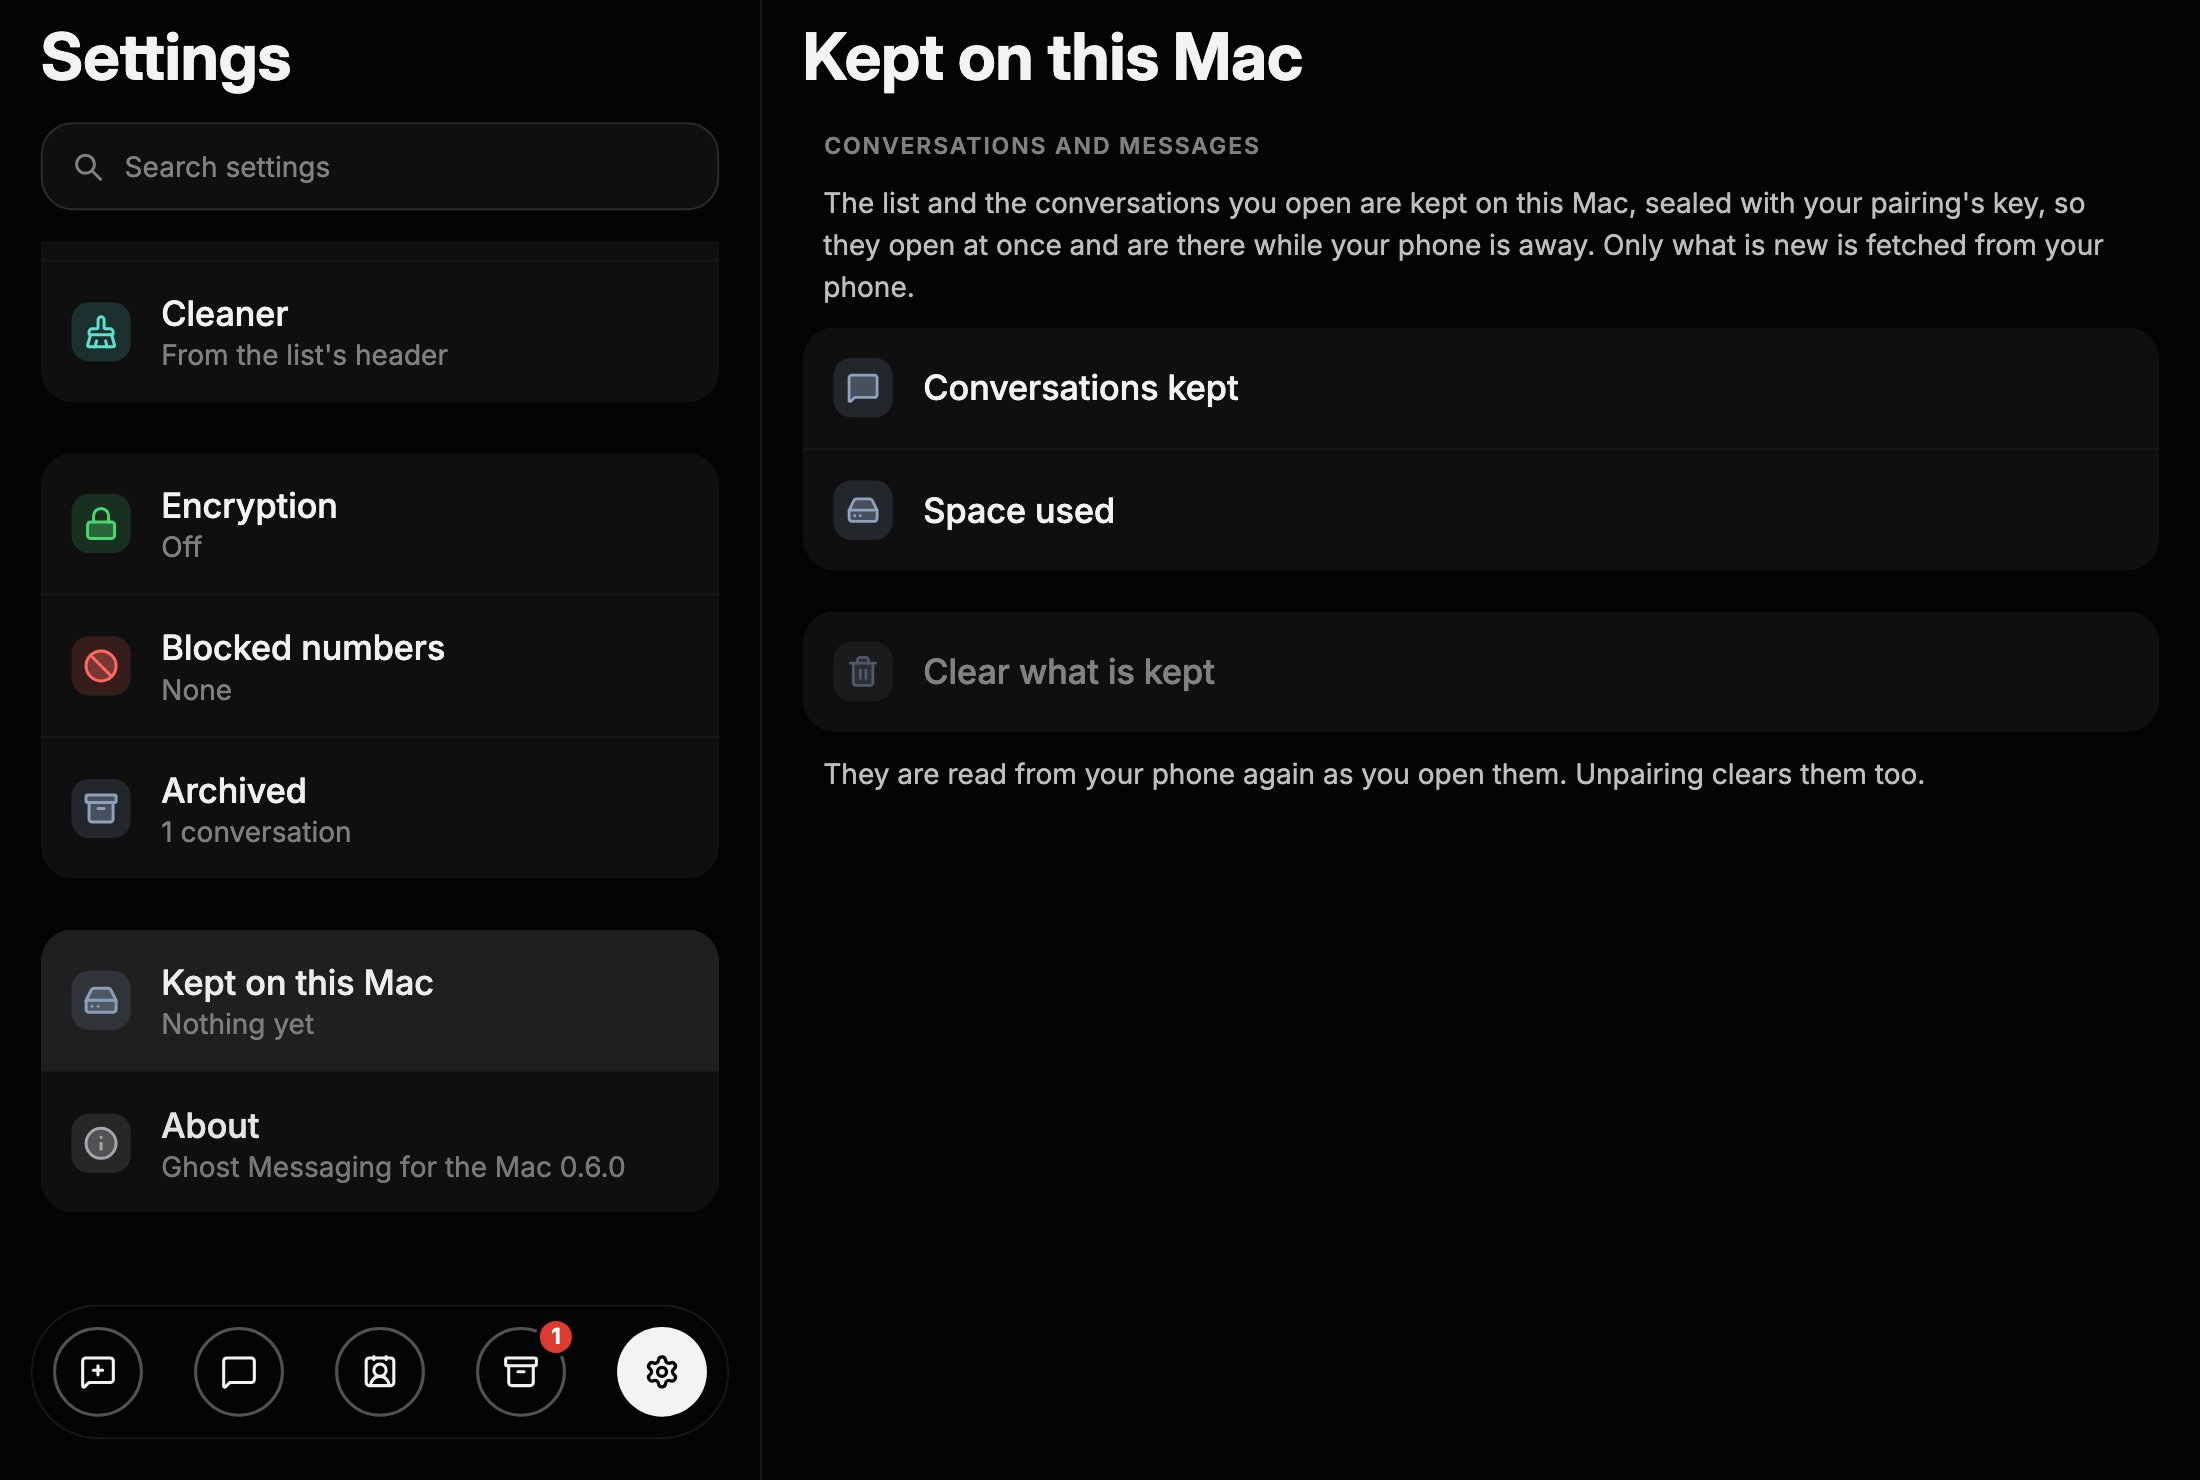 Settings
Search settings
Cleaner
From the list's header
Encryption
Off
Blocked numbers
None
Archived
1 conversation
Kept on this Mac
Nothing yet
About
Ghost Messaging for the Mac 0.6.0
1
Kept on this Mac
CONVERSATIONS AND MESSAGES
The list and the conversations you open are kept on this Mac, sealed with your pairing's key, so
they open at once and are there while your phone is away. Only what is new is fetched from your
phone.
Conversations kept
Space used
Clear what is kept
They are read from your phone again as you open them. Unpairing clears them too.